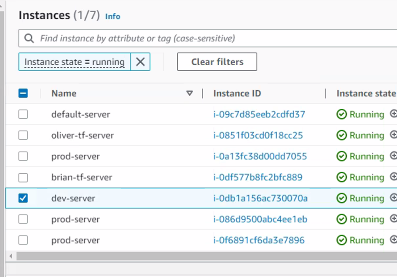 Instances (1/7) Info
Find instance by attribute or tag (case-sensitive)
Instance state = running Clear filters
Name Instance ID Instance state
default-server i-09c7d85eeb2cdfd37 Running
oliver-tf-server i-0851f03cd0f18cc25 Running
prod-server i-0a13fc38d00dd7055 Running
brian-tf-server i-0df577b8fc2bfc889 Running
dev-server i-0db1a156ac730070a Running
prod-server i-086d9500abc4ee1eb Running
prod-server i-0f6891cf6da3e7896 Running